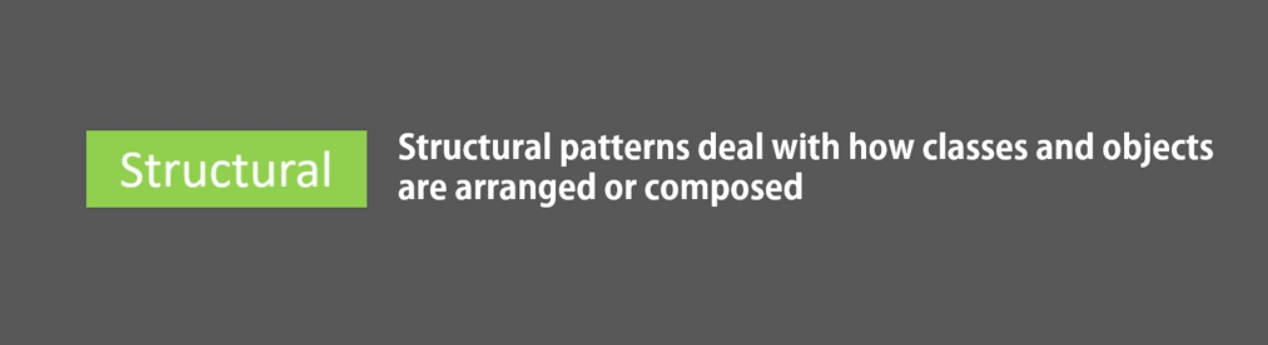 Structural
Structural patterns deal with how classes and objects
are arranged or composed